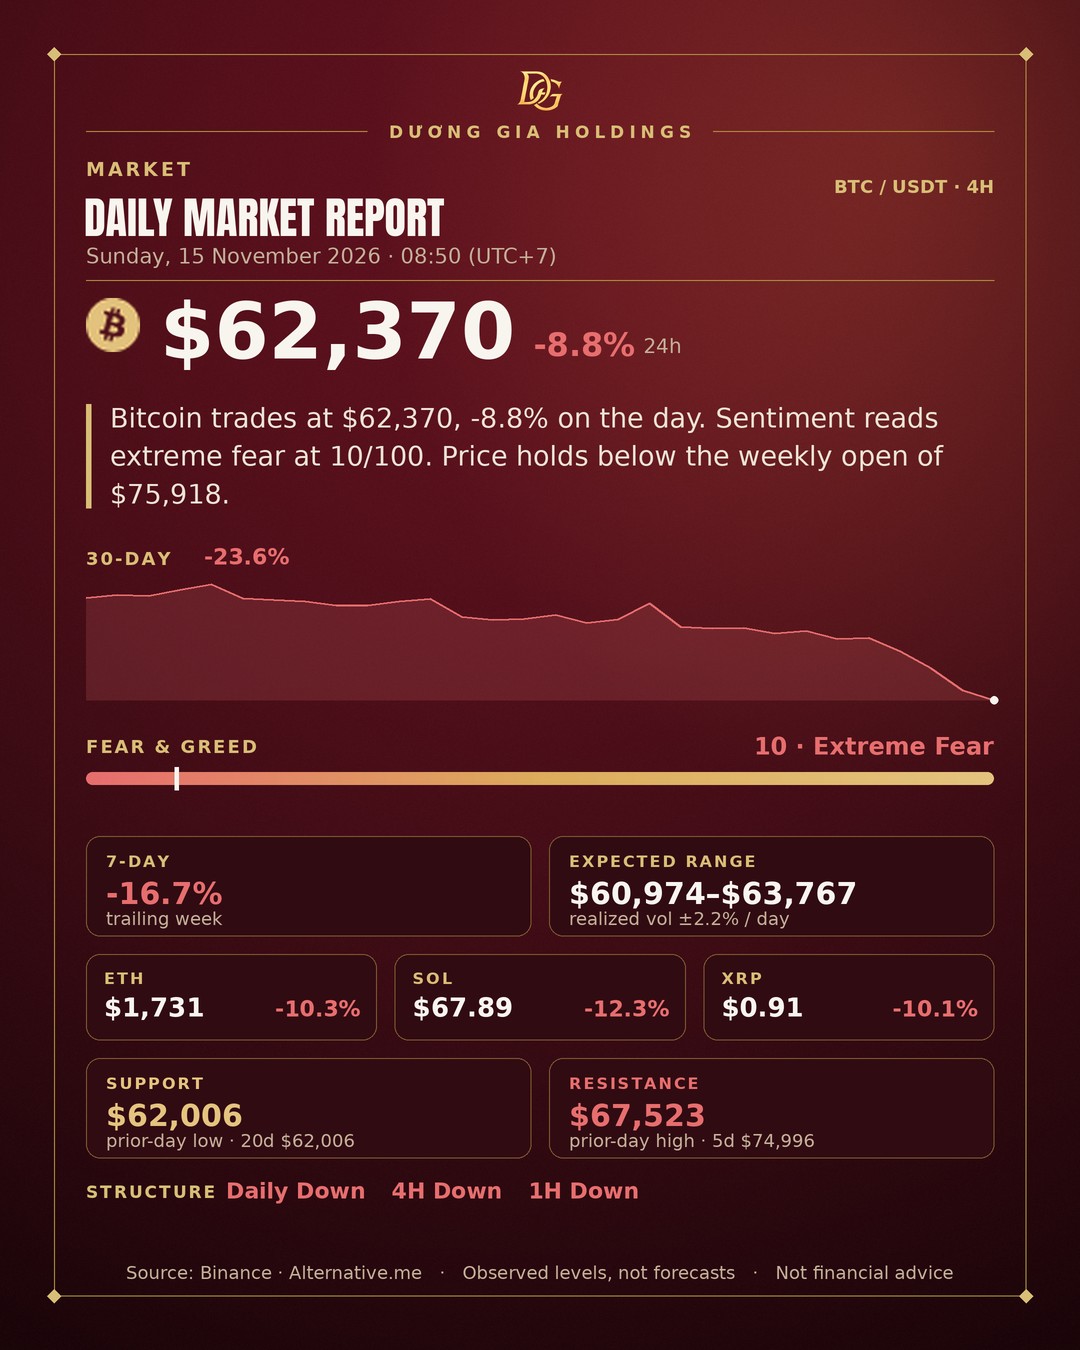 DG
DƯƠNG GIA HOLDINGS
MARKET
BTC / USDT · 4H
DAILY MARKET REPORT
Sunday, 15 November 2026 · 08:50 (UTC+7)
$62,370 -8.8% 24h
Bitcoin trades at $62,370, -8.8% on the day. Sentiment reads
extreme fear at 10/100. Price holds below the weekly open of
$75,918.
30-DAY -23.6%
FEAR & GREED 10 · Extreme Fear
7-DAY
-16.7%
trailing week
EXPECTED RANGE
$60,974–$63,767
realized vol ±2.2% / day
ETH
$1,731 -10.3%
SOL
$67.89 -12.3%
XRP
$0.91 -10.1%
SUPPORT
$62,006
prior-day low · 20d $62,006
RESISTANCE
$67,523
prior-day high · 5d $74,996
STRUCTURE Daily Down 4H Down 1H Down
Source: Binance · Alternative.me · Observed levels, not forecasts · Not financial advice